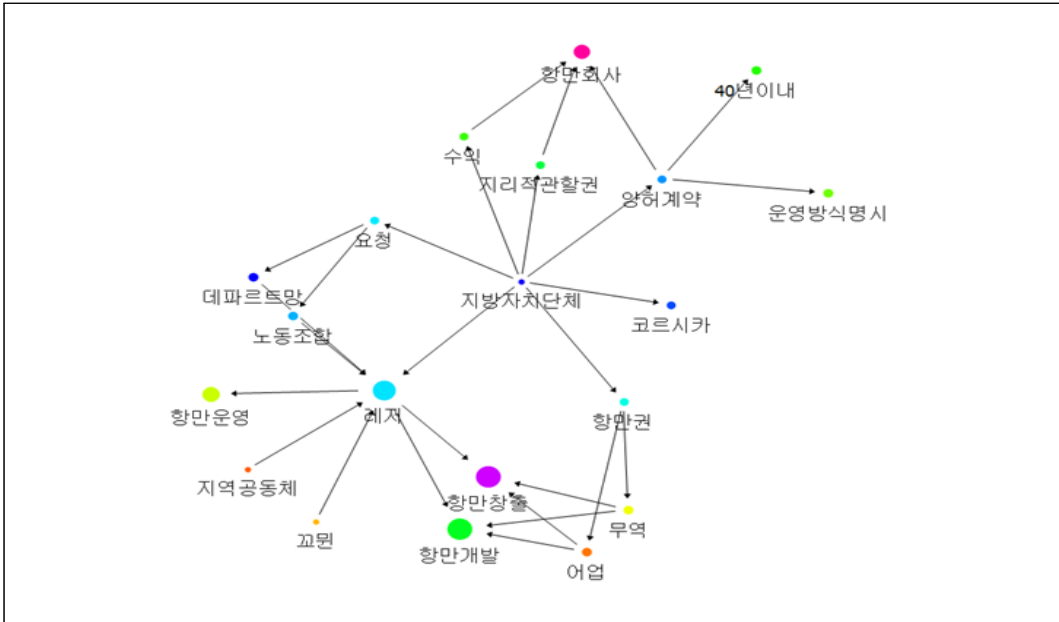 항만회사
40년이내
수익
지리적관할권
양허계약
운영방식명시
요청
데파르트망
지방자치단체
코르시카
노동조합
항만운영
레저
항만권
지역공동체
항만창출
무역
꼬뮌
항만개발
어업